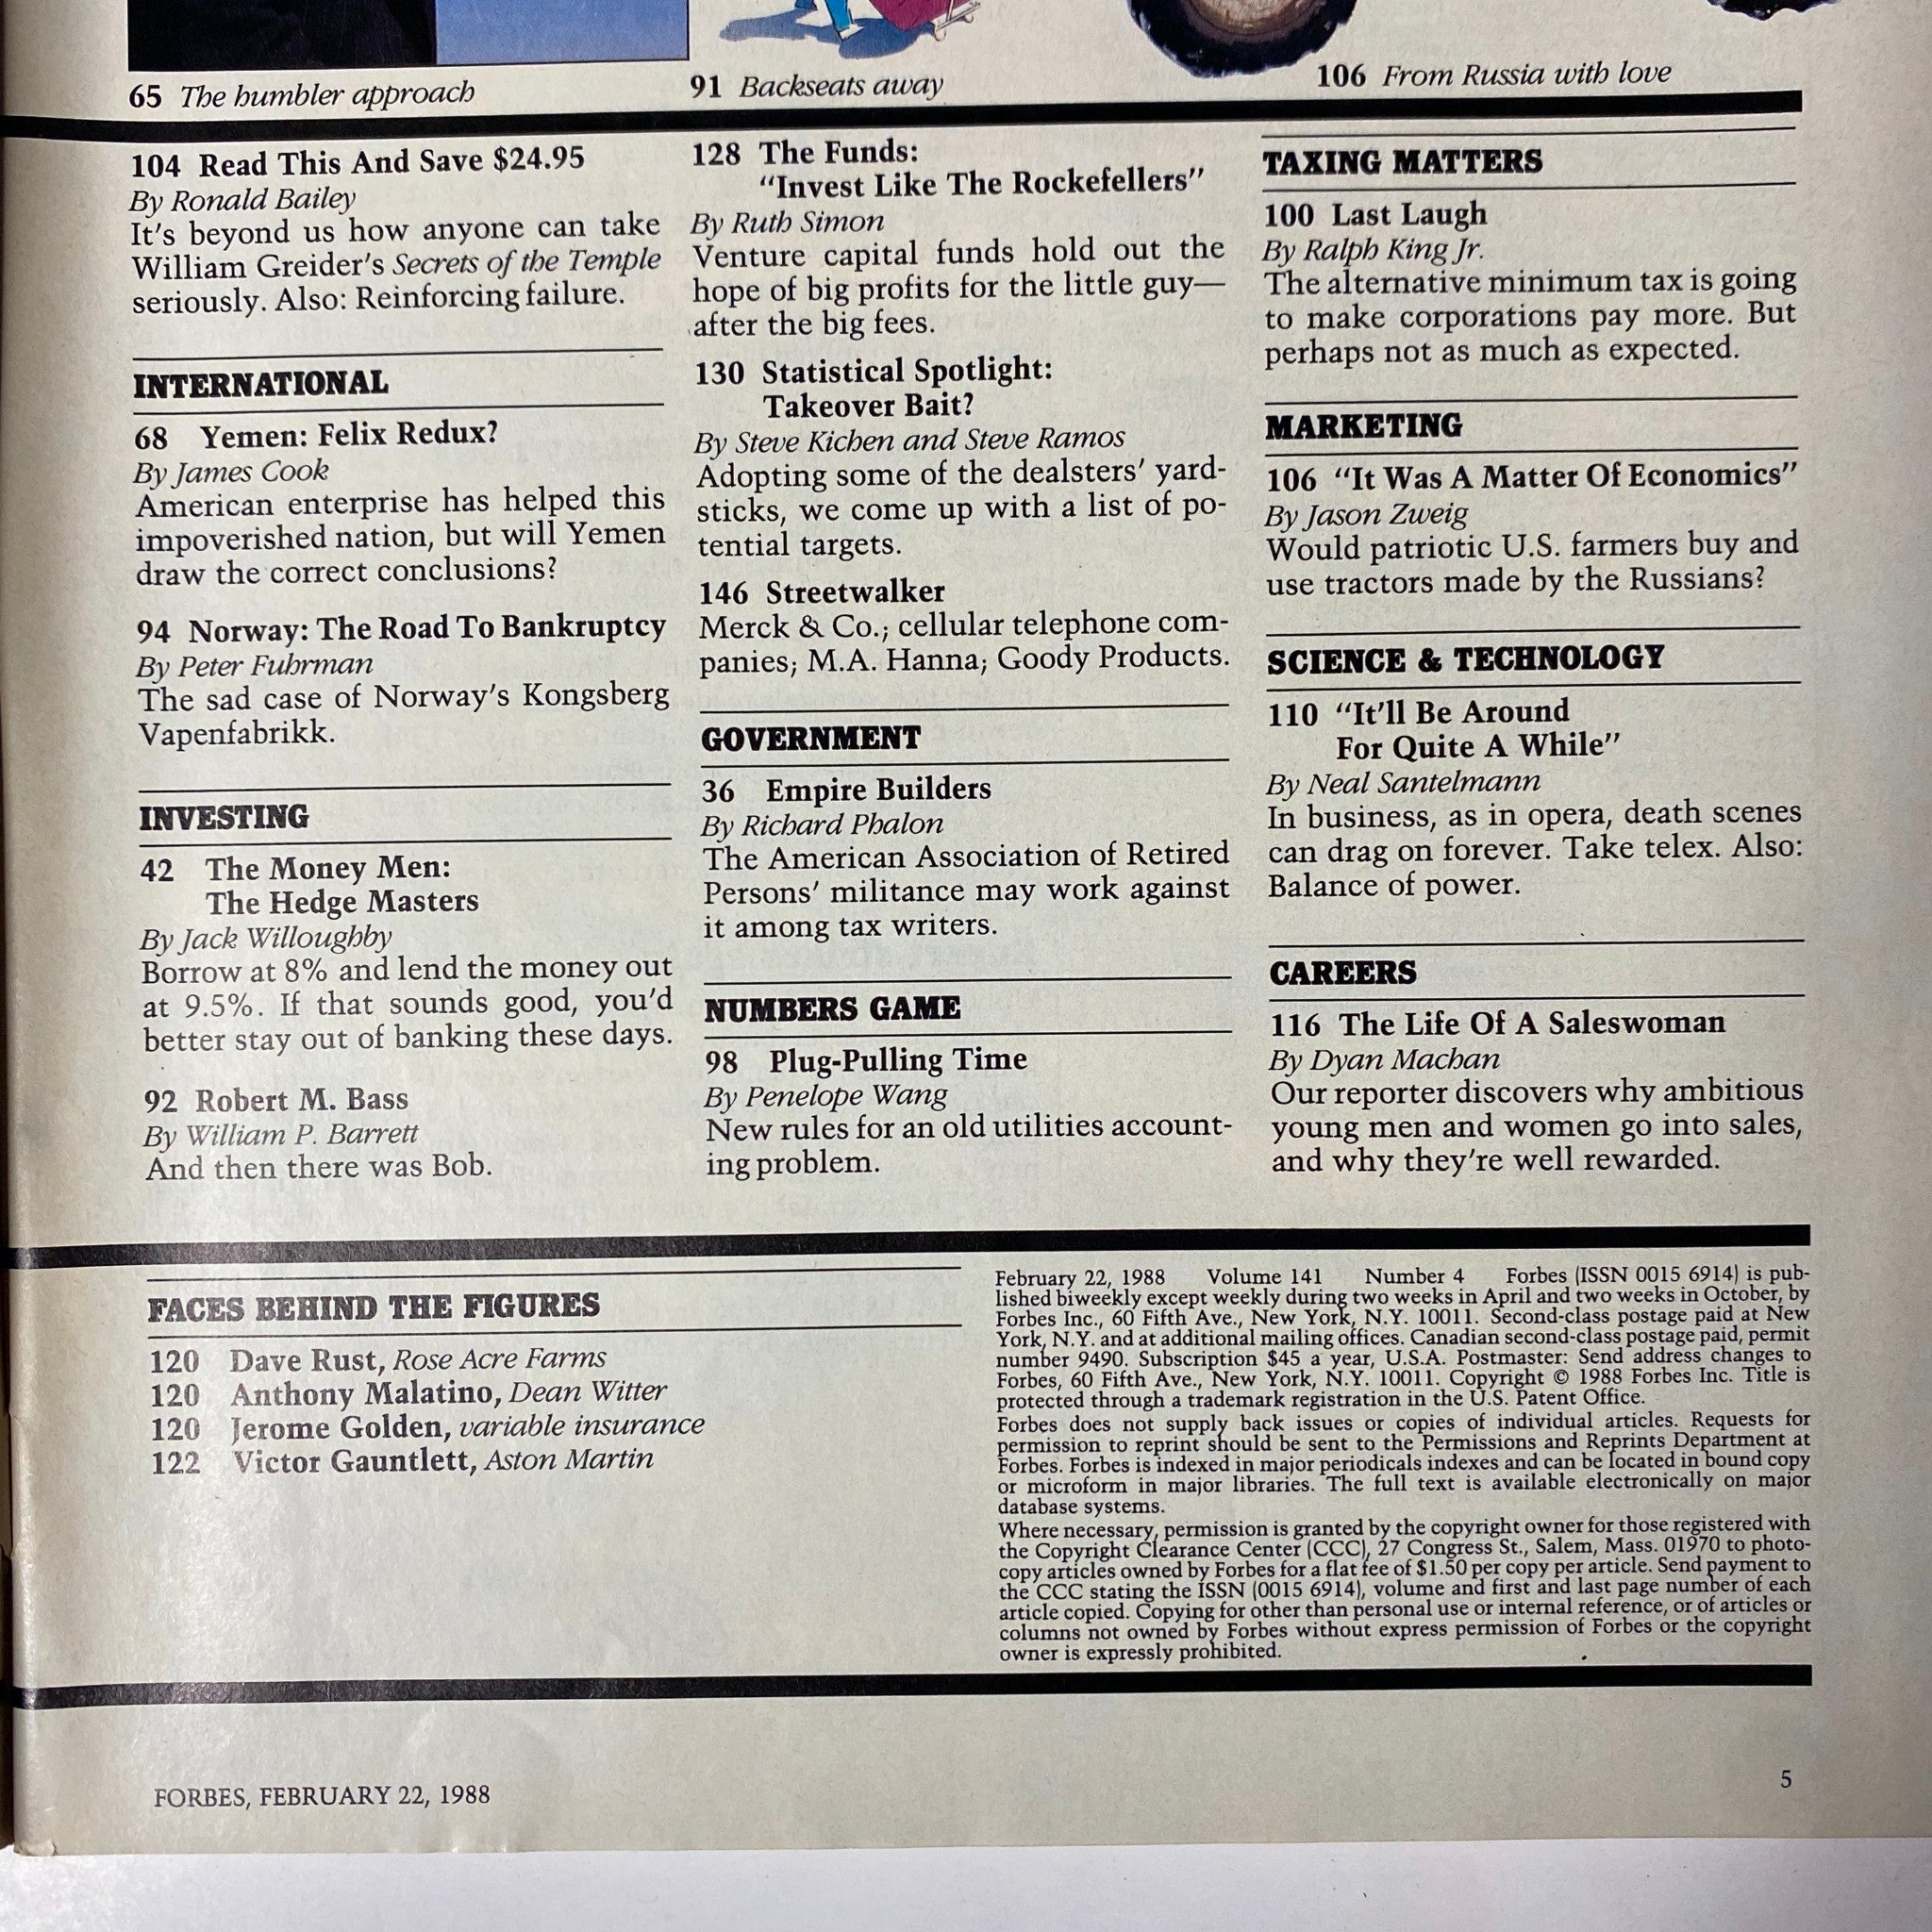 65 The humbler approach
91 Backseats away
106 From Russia with love
104 Read This And Save $24.95
By Ronald Bailey
It's beyond us how anyone can take
William Greider's Secrets of the Temple
seriously. Also: Reinforcing failure.
INTERNATIONAL
68 Yemen: Felix Redux?
By James Cook
American enterprise has helped this
impoverished nation, but will Yemen
draw the correct conclusions?
94 Norway: The Road To Bankruptcy
By Peter Fuhrman
The sad case of Norway's Kongsberg
Vapenfabrikk.
INVESTING
42 The Money Men:
The Hedge Masters
By Jack Willoughby
Borrow at 8% and lend the money out
at 9.5%. If that sounds good, you'd
better stay out of banking these days.
92 Robert M. Bass
By William P. Barrett
And then there was Bob.
128 The Funds:
“Invest Like The Rockefellers”
By Ruth Simon
Venture capital funds hold out the
hope of big profits for the little guy—
after the big fees.
130 Statistical Spotlight:
Takeover Bait?
By Steve Kichen and Steve Ramos
Adopting some of the dealsters' yard-
sticks, we come up with a list of po-
tential targets.
146 Streetwalker
Merck & Co.; cellular telephone com-
panies; M.A. Hanna; Goody Products.
GOVERNMENT
36 Empire Builders
By Richard Phalon
The American Association of Retired
Persons' militance may work against
it among tax writers.
NUMBERS GAME
98 Plug-Pulling Time
By Penelope Wang
New rules for an old utilities account-
ing problem.
TAXING MATTERS
100 Last Laugh
By Ralph King Jr.
The alternative minimum tax is going
to make corporations pay more. But
perhaps not as much as expected.
MARKETING
106 “It Was A Matter Of Economics”
By Jason Zweig
Would patriotic U.S. farmers buy and
use tractors made by the Russians?
SCIENCE & TECHNOLOGY
110 “It'll Be Around
For Quite A While”
By Neal Santelmann
In business, as in opera, death scenes
can drag on forever. Take telex. Also:
Balance of power.
CAREERS
116 The Life Of A Saleswoman
By Dyan Machan
Our reporter discovers why ambitious
young men and women go into sales,
and why they're well rewarded.
FACES BEHIND THE FIGURES
120 Dave Rust, Rose Acre Farms
120 Anthony Malatino, Dean Witter
120 Jerome Golden, variable insurance
122 Victor Gauntlett, Aston Martin
February 22, 1988 Volume 141 Number 4 Forbes (ISSN 0015 6914) is pub-
lished biweekly except weekly during two weeks in April and two weeks in October, by
Forbes Inc., 60 Fifth Ave., New York, N.Y. 10011. Second-class postage paid at New
York, N.Y. and at additional mailing offices. Canadian second-class postage paid, permit
number 9490. Subscription $45 a year, U.S.A. Postmaster: Send address changes to
Forbes, 60 Fifth Ave., New York, N.Y. 10011. Copyright © 1988 Forbes Inc. Title is
protected through a trademark registration in the U.S. Patent Office.
Forbes does not supply back issues or copies of individual articles. Requests for
permission to reprint should be sent to the Permissions and Reprints Department at
Forbes. Forbes is indexed in major periodicals indexes and can be located in bound copy
or microform in major libraries. The full text is available electronically on major
database systems.
Where necessary, permission is granted by the copyright owner for those registered with
the Copyright Clearance Center (CCC), 27 Congress St., Salem, Mass. 01970 to photo-
copy articles owned by Forbes for a flat fee of $1.50 per copy per article. Send payment to
the CCC stating the ISSN (0015 6914), volume and first and last page number of each
article copied. Copying for other than personal use or internal reference, or of articles or
columns not owned by Forbes without express permission of Forbes or the copyright
owner is expressly prohibited.
FORBES, FEBRUARY 22, 1988
5